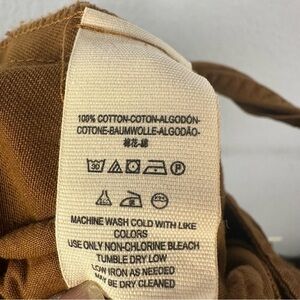 100% COTTON-COTON-ALGODÓN-
COTONE-BAUMWOLLE-ALGODÃO-
棉花-綿
MACHINE WASH COLD WITH LIKE
COLORS
USE ONLY NON-CHLORINE BLEACH
TUMBLE DRY LOW
LOW IRON AS NEEDED
MAY BE DRY CLEANED